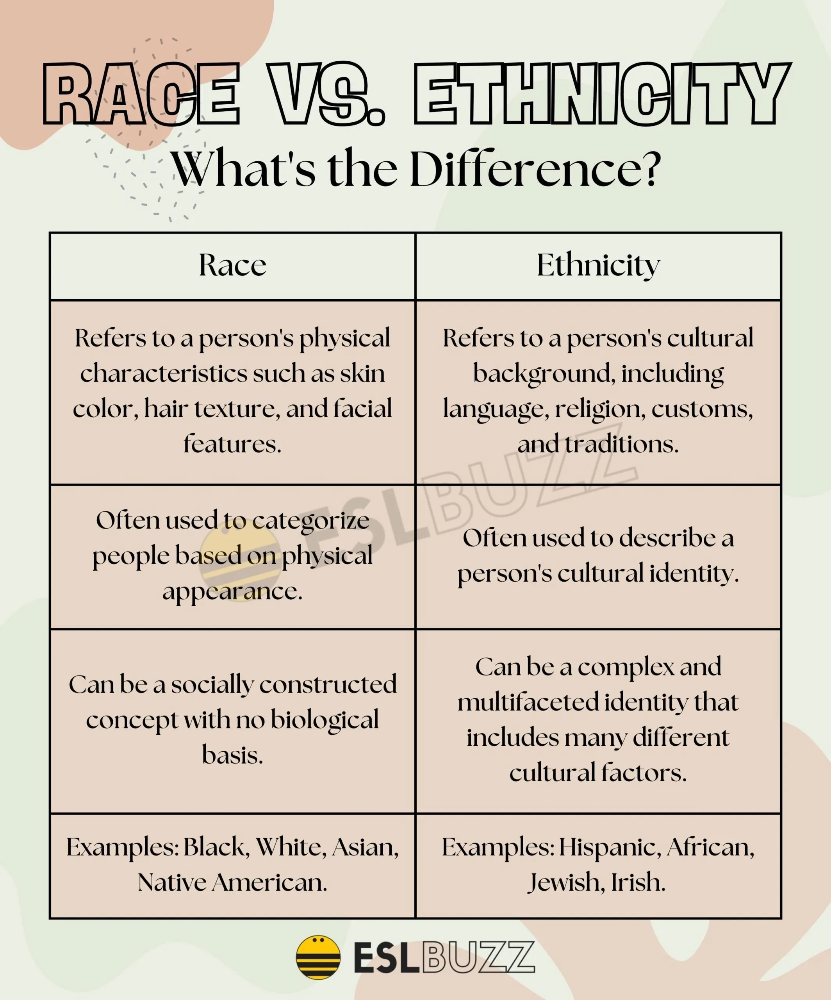 RACE VS. ETHNICITY
What's the Difference?
Race
Ethnicity
Refers to a person's physical
characteristics such as skin
color, hair texture, and facial
features.
Refers to a person's cultural
background, including
language, religion, customs,
and traditions.
Often used to categorize
people based on physical
appearance.
Often used to describe a
person's cultural identity.
Can be a socially constructed
concept with no biological
basis.
Can be a complex and
multifaceted identity that
includes many different
cultural factors.
Examples: Black, White, Asian,
Native American.
Examples: Hispanic, African,
Jewish, Irish.
ESLBUZZ
ESLBUZZ